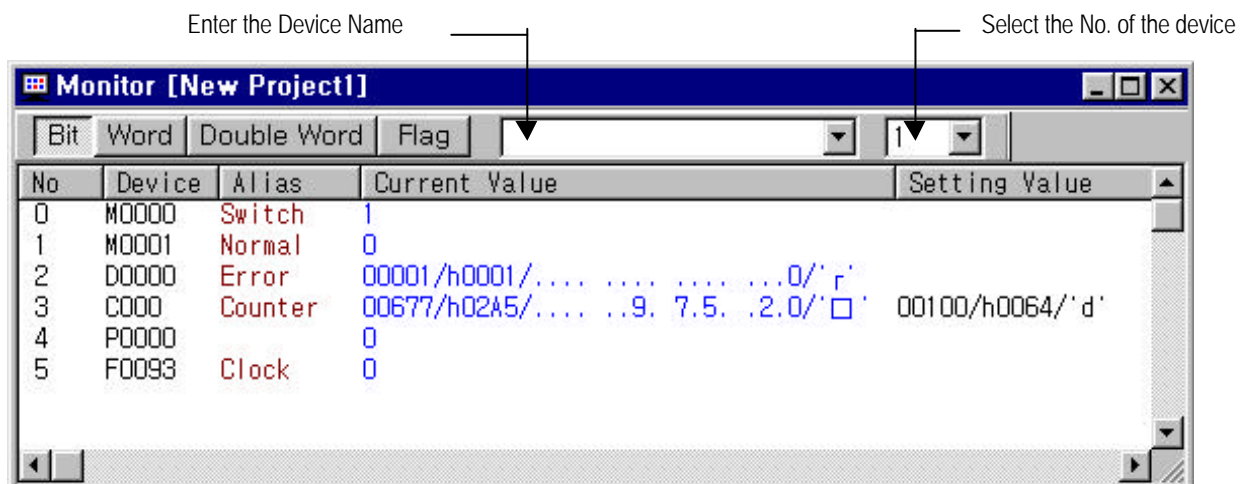 Enter the Device Name Select the No. of the device
Monitor [New Project1]
Bit Word Double Word Flag 1
No Device Alias Current Value Setting Value
0 M0000 Switch 1
1 M0001 Normal 0
2 D0000 Error 00001/h0001/.... .... .... ...0/'┌'
3 C000 Counter 00677/h02A5/.... ..9. 7.5. .2.0/'□' 00100/h0064/'d'
4 P0000 0
5 F0093 Clock 0